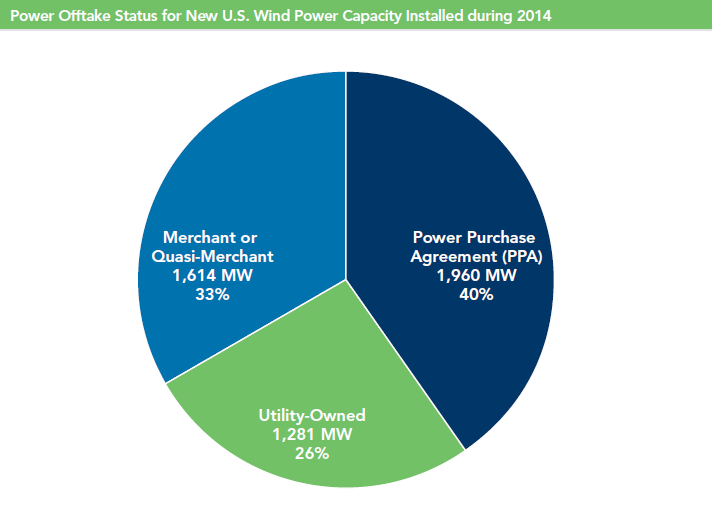 Power Offtake Status for New U.S. Wind Power Capacity Installed during 2014
Merchant or
Quasi-Merchant
1,614 MW
33%
Power Purchase
Agreement (PPA)
1,960 MW
40%
Utility-Owned
1,281 MW
26%